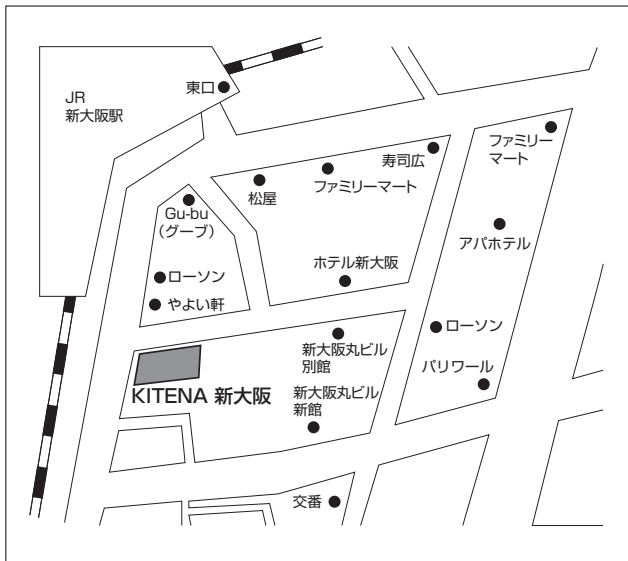 JR
新大阪駅
東口
寿司広
ファミリー
マート
松屋
ファミリーマート
Gu-bu
（グーブ）
アパホテル
ホテル新大阪
ローソン
やよい軒
ローソン
新大阪丸ビル
別館
パリワール
KITENA 新大阪
新大阪丸ビル
新館
交番